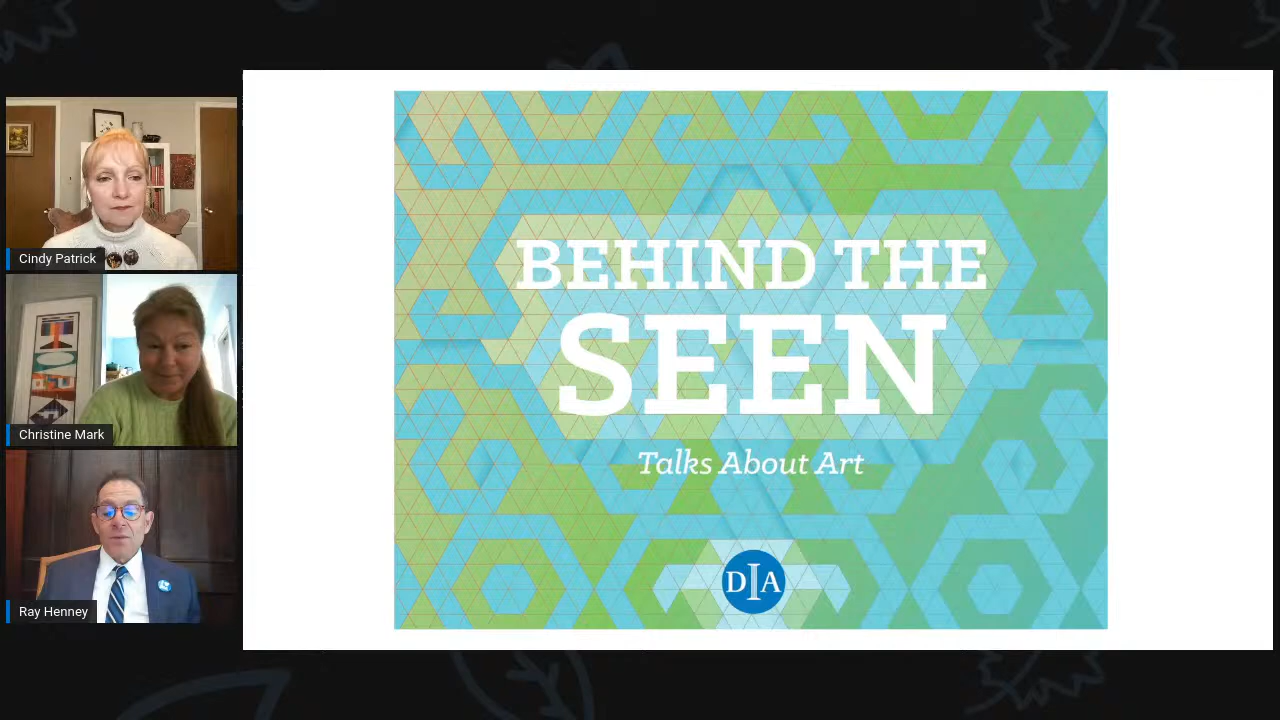 Cindy Patrick
Christine Mark
Ray Henney
BEHIND THE
SEEN
Talks About Art
DIA